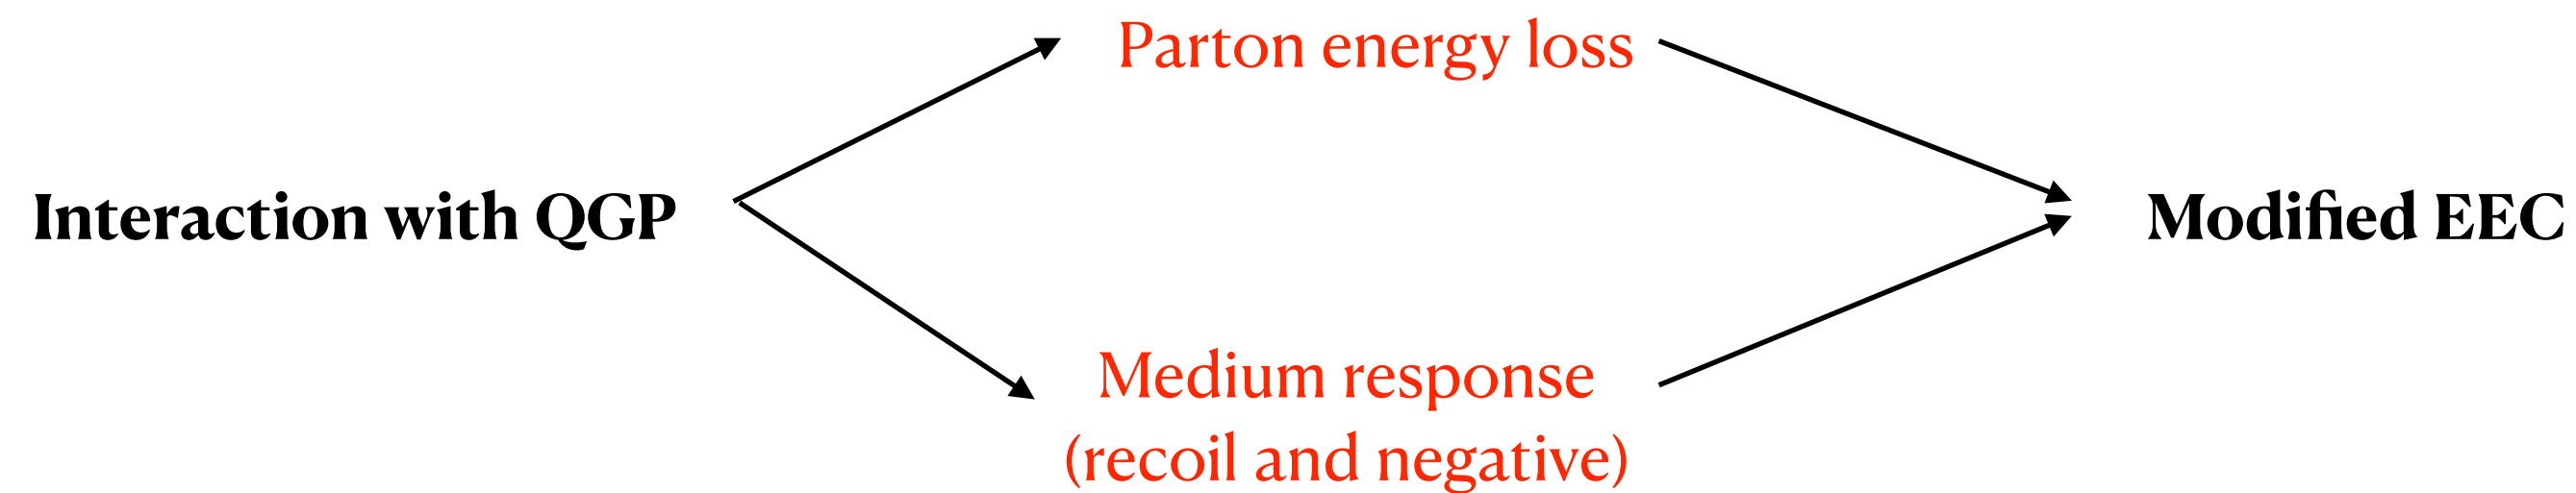 Parton energy loss
Interaction with QGP
Modified EEC
Medium response
(recoil and negative)